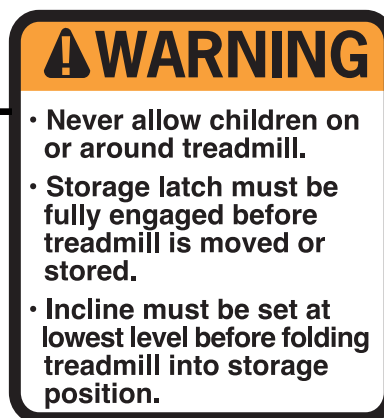 WARNING
· Never allow children on
or around treadmill.
· Storage latch must be
fully engaged before
treadmill is moved or
stored.
· Incline must be set at
lowest level before folding
treadmill into storage
position.